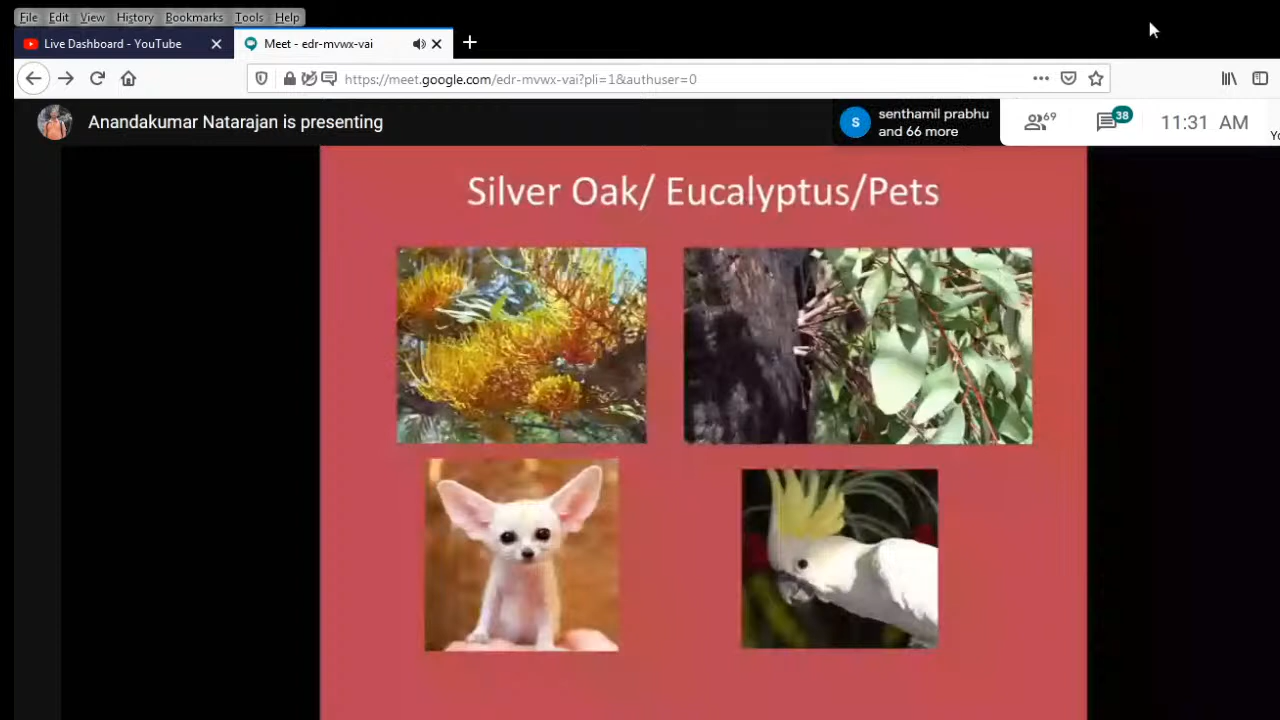 File Edit View History Bookmarks Tools Help
Live Dashboard - YouTube
Meet - edr-mvwx-vai
https://meet.google.com/edr-mvwx-vai?pli=1&authuser=0
Anandakumar Natarajan is presenting
S
senthamil prabhu
and 66 more
69
38
11:31 AM
Silver Oak/ Eucalyptus/Pets